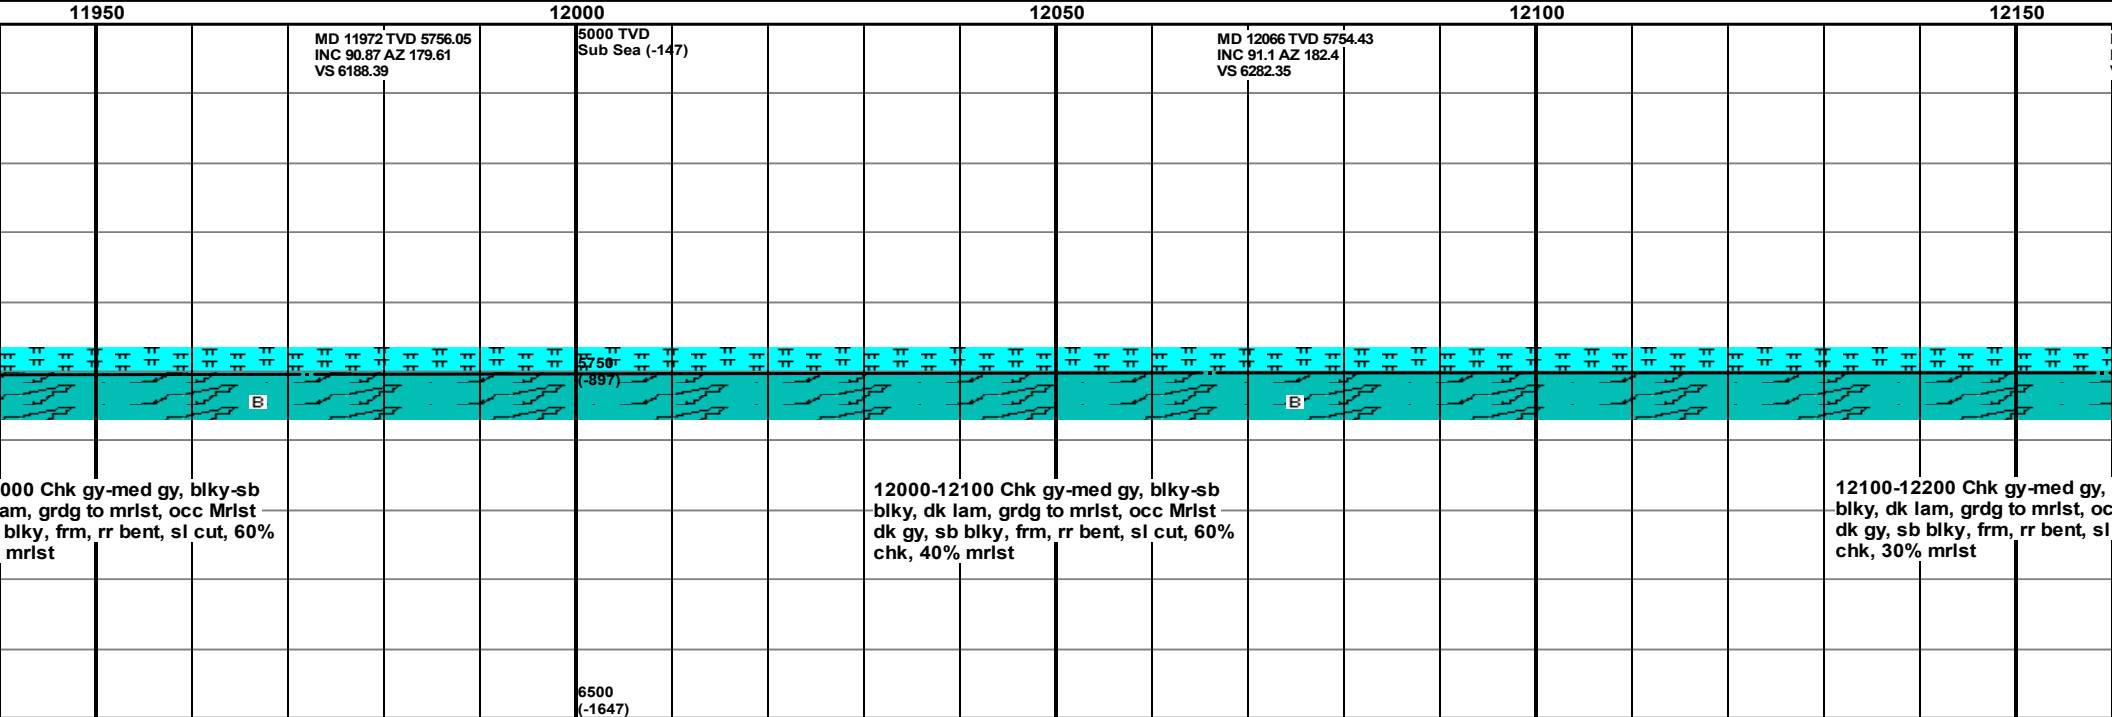 11950 12000 12050 12100 12150
MD 11972 TVD 5756.05
INC 90.87 AZ 179.61
VS 6188.39
5000 TVD
Sub Sea (-147)
MD 12066 TVD 5754.43
INC 91.1 AZ 182.4
VS 6282.35
5750
(-897)
B
B
000 Chk gy-med gy, blky-sb
am, grdg to mrlst, occ Mrlst
blky, frm, rr bent, sl cut, 60%
mrlst
12000-12100 Chk gy-med gy, blky-sb
blky, dk lam, grdg to mrlst, occ Mrlst
dk gy, sb blky, frm, rr bent, sl cut, 60%
chk, 40% mrlst
12100-12200 Chk gy-med gy,
blky, dk lam, grdg to mrlst, oc
dk gy, sb blky, frm, rr bent, sl
chk, 30% mrlst
6500
(-1647)